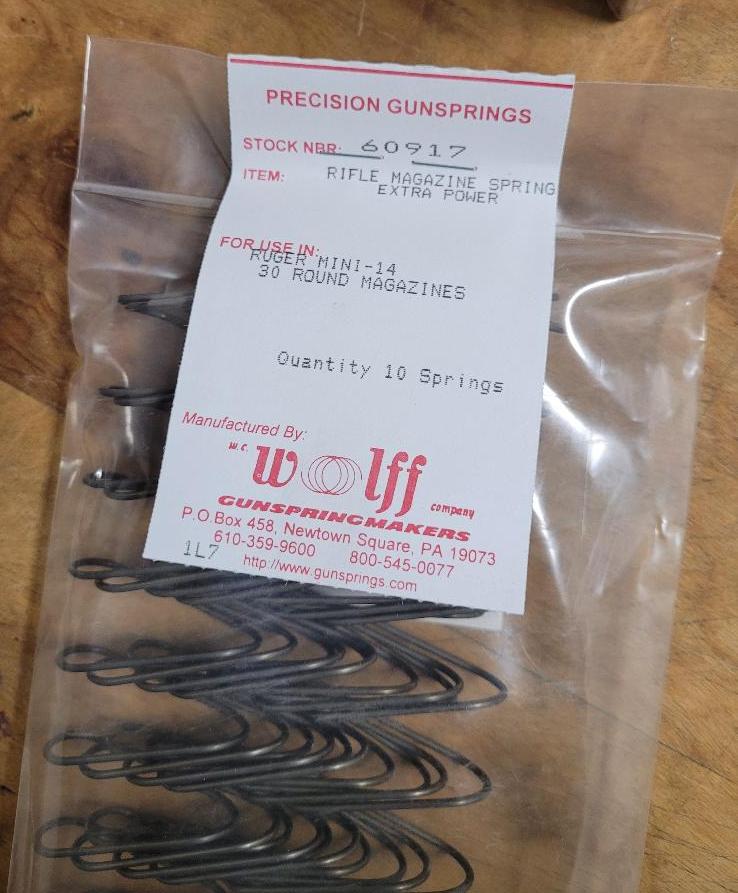 PRECISION GUNSPRINGS
STOCK NBR: 60917
ITEM: RIFLE MAGAZINE SPRING
EXTRA POWER
FOR USE IN:
RUGER MINI-14
30 ROUND MAGAZINES
Quantity 10 Springs
Manufactured By:
W.C. Wolff company
GUNSPRINGMAKERS
P.O.Box 458, Newtown Square, PA 19073
610-359-9600 800-545-0077
1L7 http://www.gunsprings.com